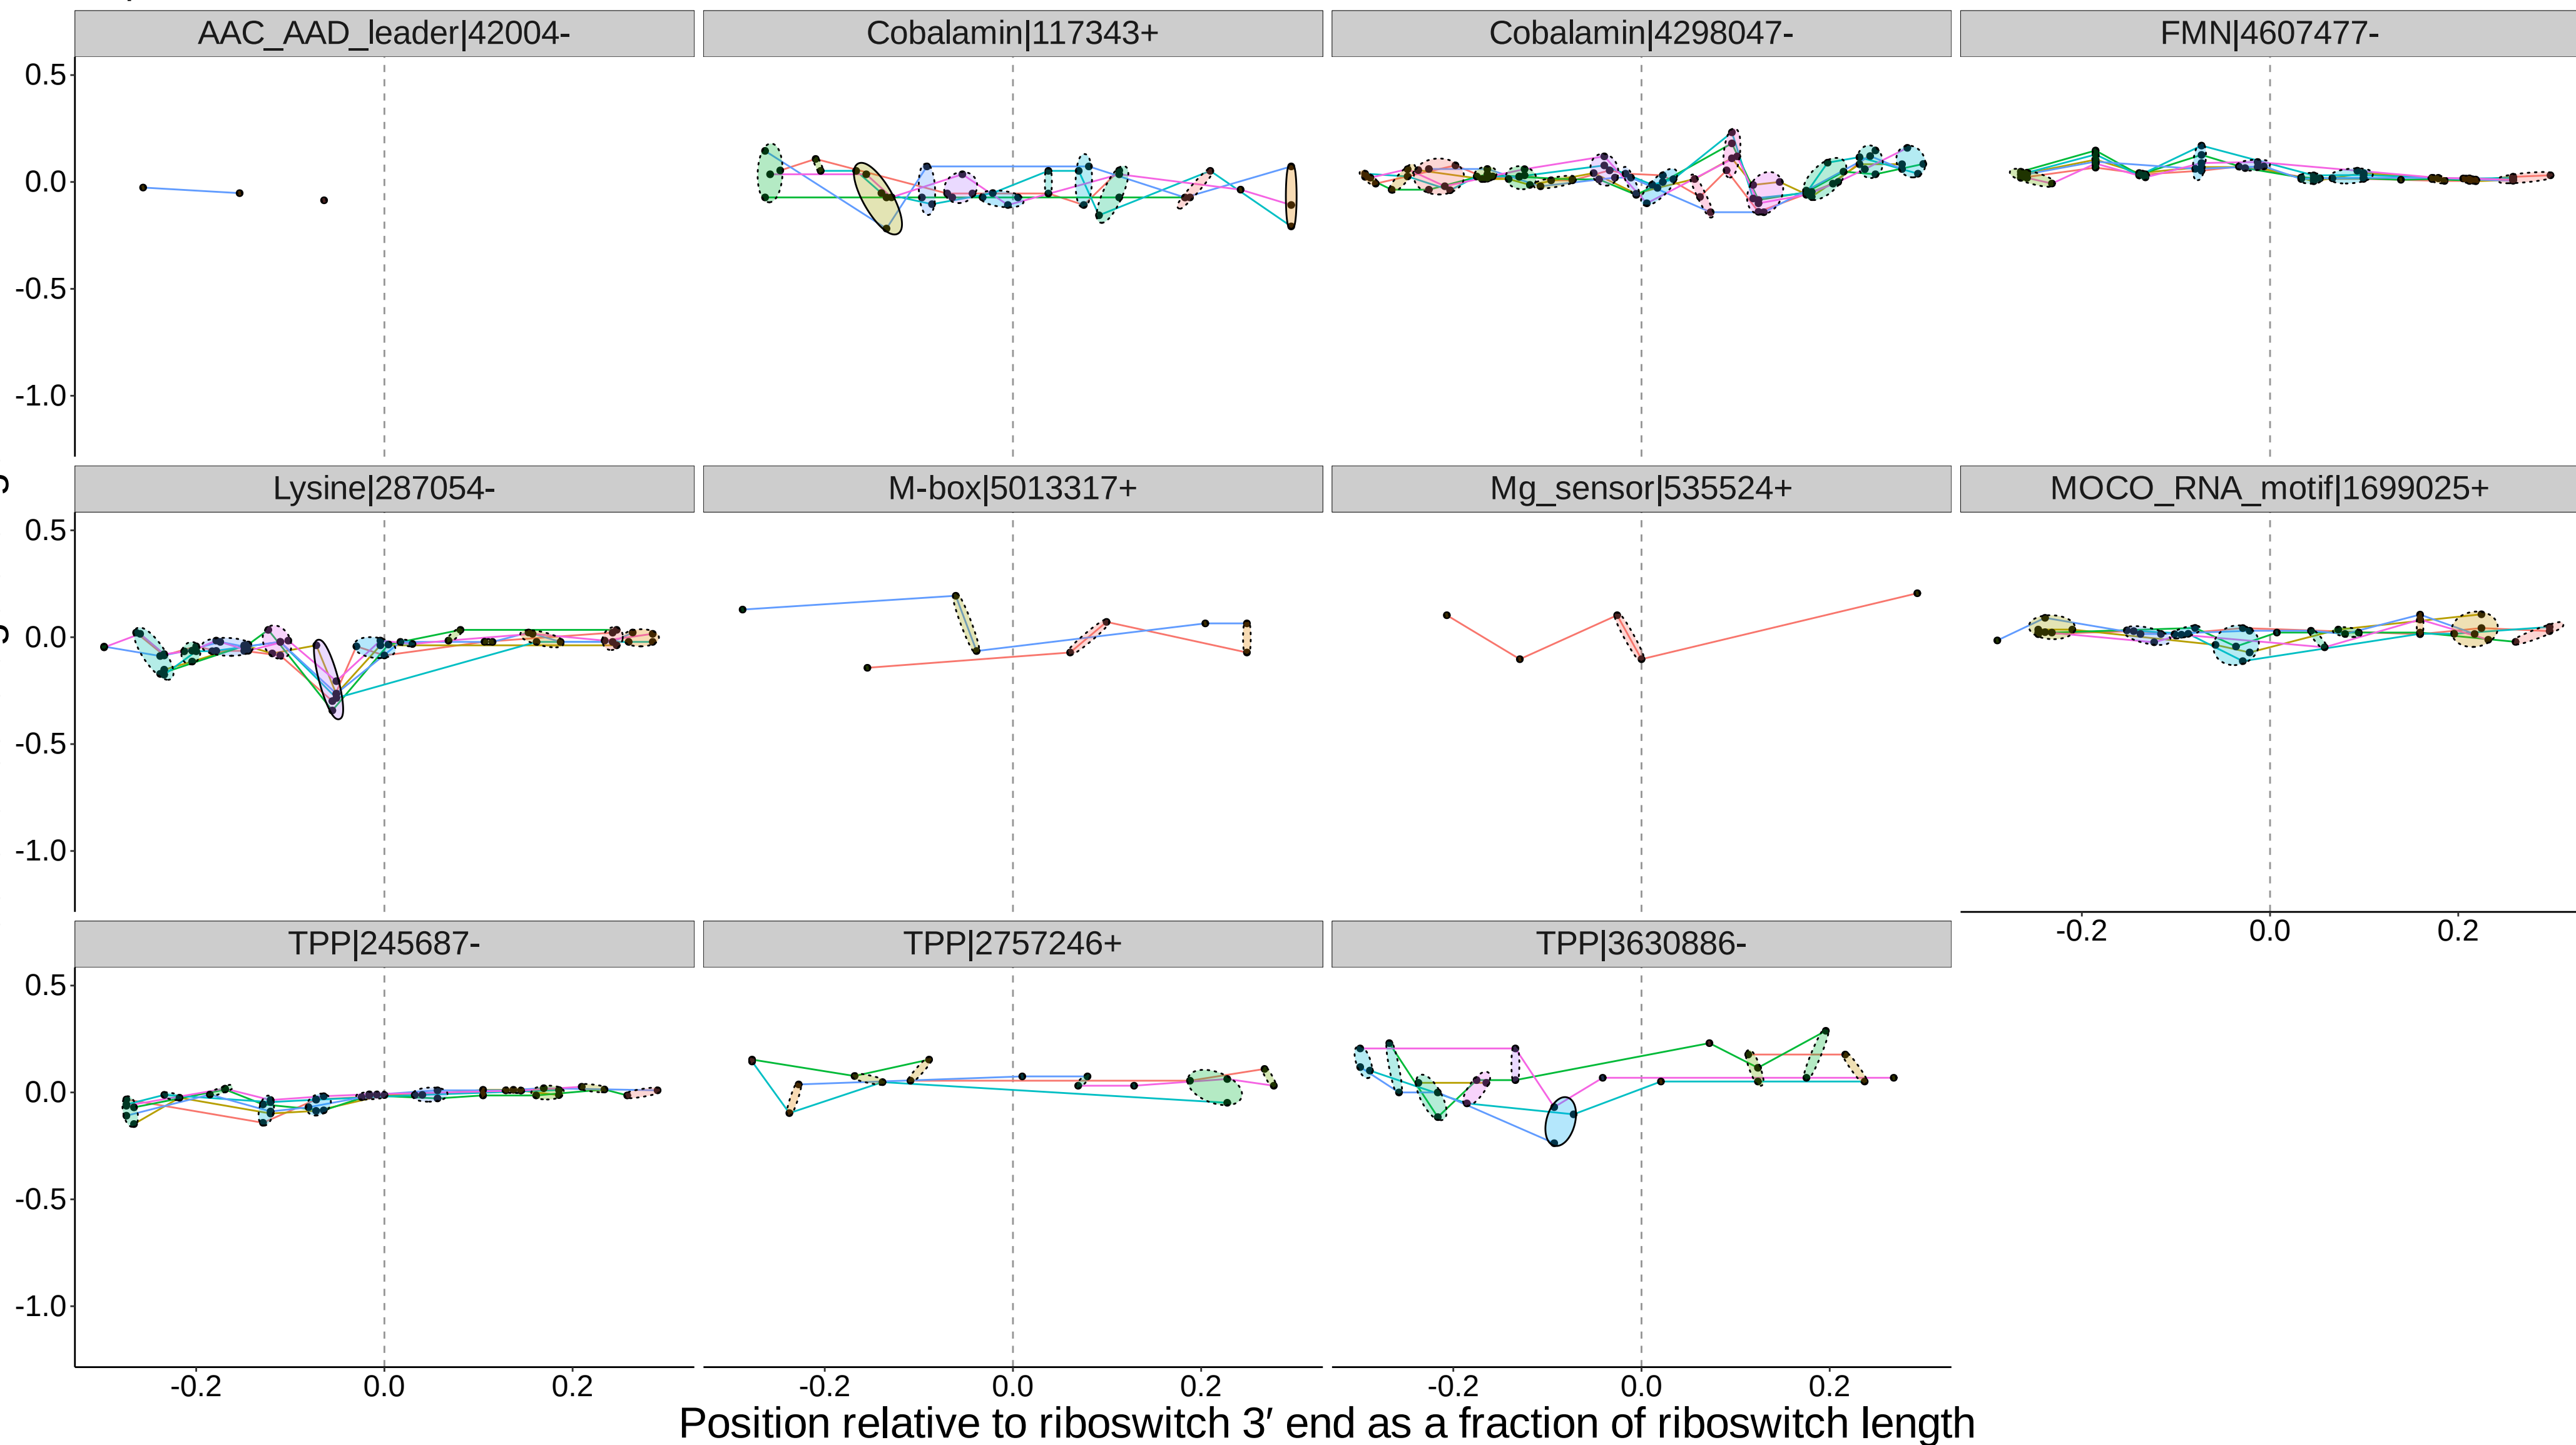 AAC_AAD_leader|42004- Cobalamin|117343+ Cobalamin|4298047- FMN|4607477-
0.5
0.0
-0.5
-1.0
Lysine|287054- M-box|5013317+ Mg_sensor|535524+ MOCO_RNA_motif|1699025+
0.5
0.0
-0.5
-1.0
-0.2 0.0 0.2
TPP|245687- TPP|2757246+ TPP|3630886-
0.5
0.0
-0.5
-1.0
-0.2 0.0 0.2 -0.2 0.0 0.2 -0.2 0.0 0.2
Position relative to riboswitch 3′ end as a fraction of riboswitch length